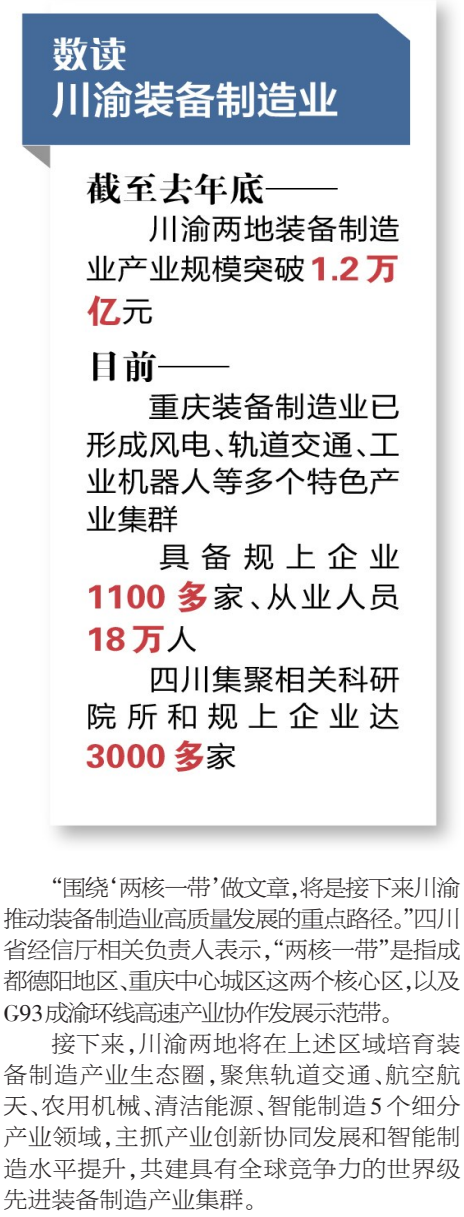 数读
川渝装备制造业
截至去年底——
川渝两地装备制造
业产业规模突破1.2万
亿元
目前——
重庆装备制造业已
形成风电、轨道交通、工
业机器人等多个特色产
业集群
具备规上企业
1100多家、从业人员
18万人
四川集聚相关科研
院所和规上企业达
3000多家
“围绕‘两核一带’做文章,将是接下来川渝
推动装备制造业高质量发展的重点路径。”四川
省经信厅相关负责人表示,“两核一带”是指成
都德阳地区、重庆中心城区这两个核心区,以及
G93成渝环线高速产业协作发展示范带。
接下来,川渝两地将在上述区域培育装
备制造产业生态圈,聚焦轨道交通、航空航
天、农用机械、清洁能源、智能制造5个细分
产业领域,主抓产业创新协同发展和智能制
造水平提升,共建具有全球竞争力的世界级
先进装备制造产业集群。